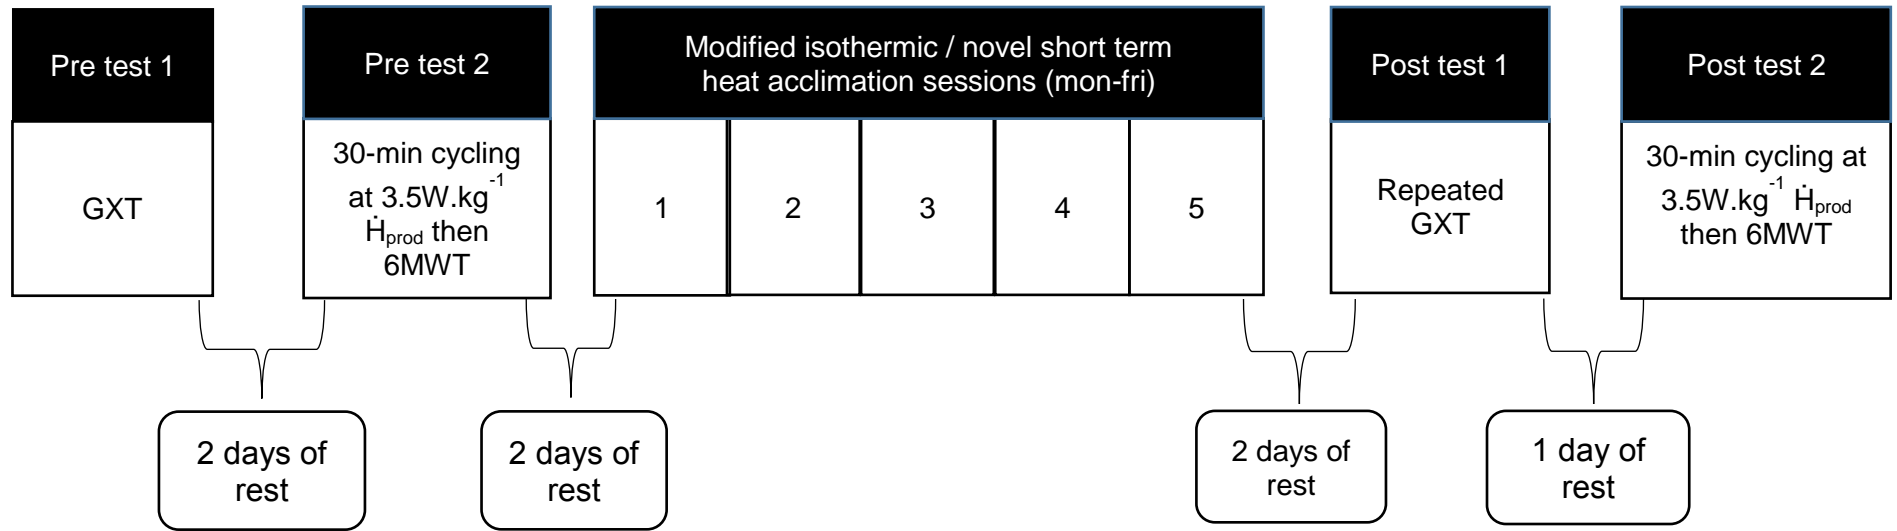 Pre test 1
GXT
Pre test 2
30-min cycling
at 3.5W.kg⁻¹
Ḣprod then
6MWT
Modified isothermic / novel short term
heat acclimation sessions (mon-fri)
1
2
3
4
5
Post test 1
Repeated
GXT
Post test 2
30-min cycling at
3.5W.kg⁻¹ Ḣprod
then 6MWT
2 days of
rest
2 days of
rest
2 days of
rest
1 day of
rest